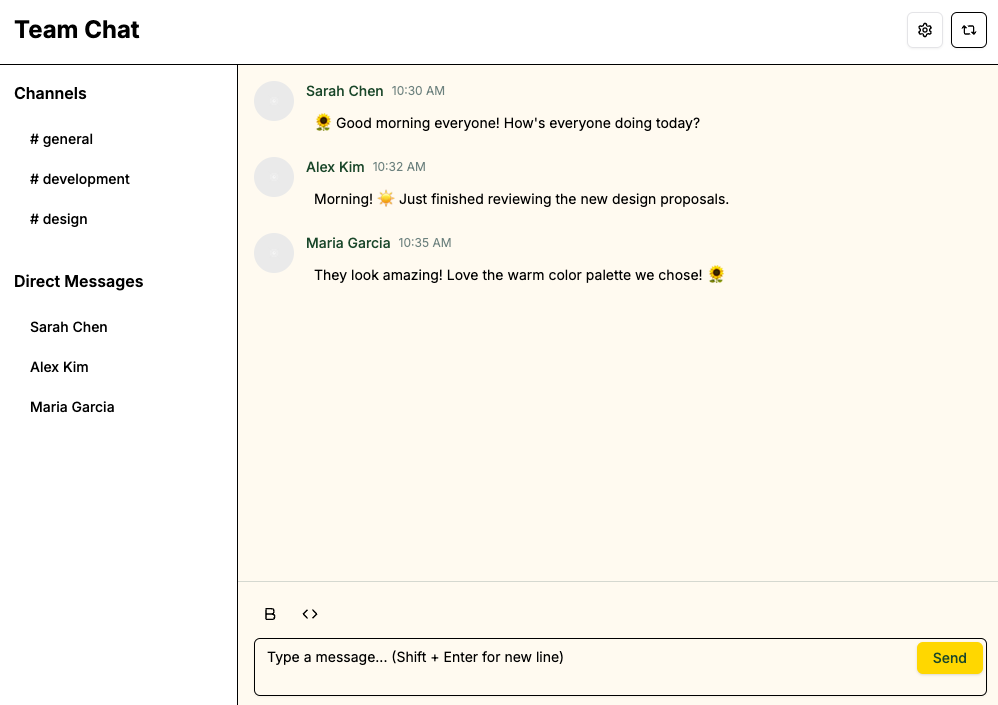 Team Chat
Channels
# general
# development
# design
Direct Messages
Sarah Chen
Alex Kim
Maria Garcia
Sarah Chen 10:30 AM
🌻 Good morning everyone! How's everyone doing today?
Alex Kim 10:32 AM
Morning! ☀️ Just finished reviewing the new design proposals.
Maria Garcia 10:35 AM
They look amazing! Love the warm color palette we chose! 🌻
B <>
Type a message... (Shift + Enter for new line)
Send